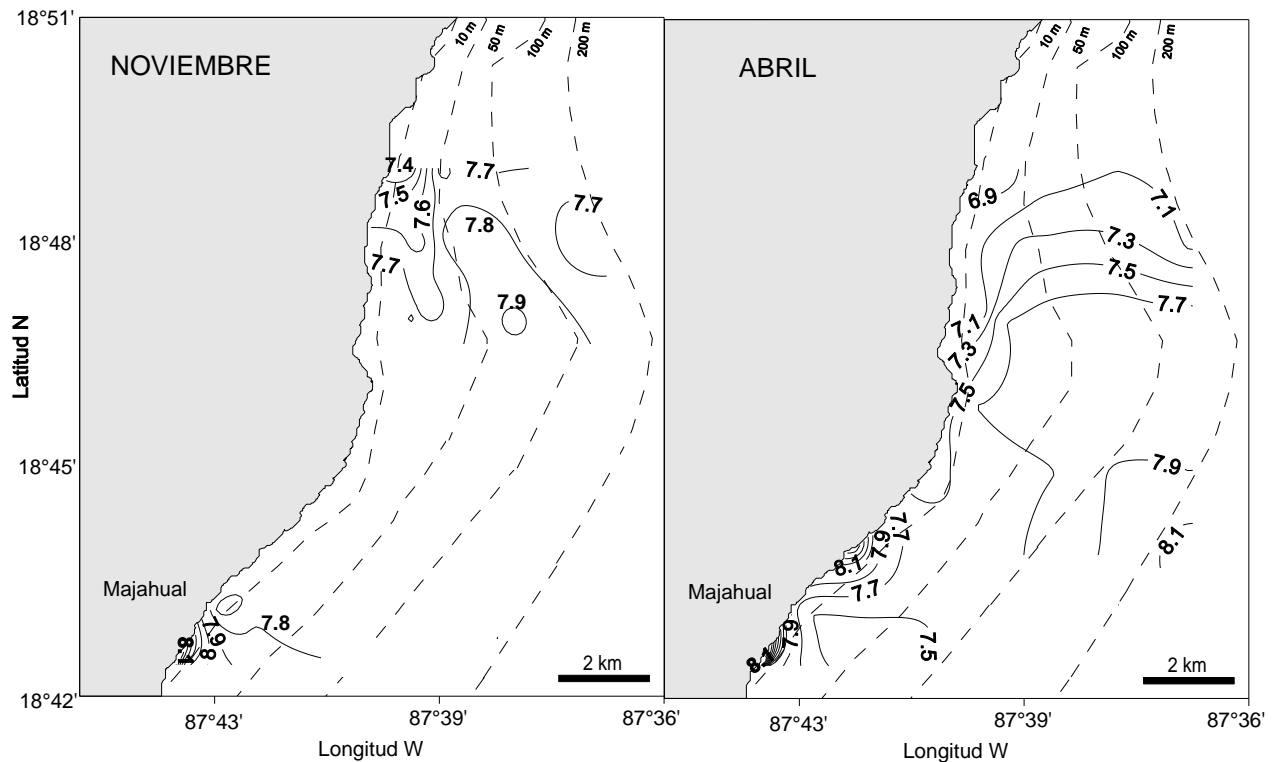 18°51'
NOVIEMBRE
10 m
50 m
100 m
200 m
7.4
7.7
7.5
7.6
7.8
7.7
18°48'
7.7
7.9
Latitud N
18°45'
Majahual
7.8
7.9
8
8.1
2 km
18°42'
87°43'
87°39'
87°36'
Longitud W
ABRIL
10 m
50 m
100 m
200 m
6.9
7.1
7.3
7.5
7.7
7.1
7.3
7.5
7.9
7.7
7.9
8.1
8.1
Majahual
7.7
7.5
2 km
87°43'
87°39'
87°36'
Longitud W